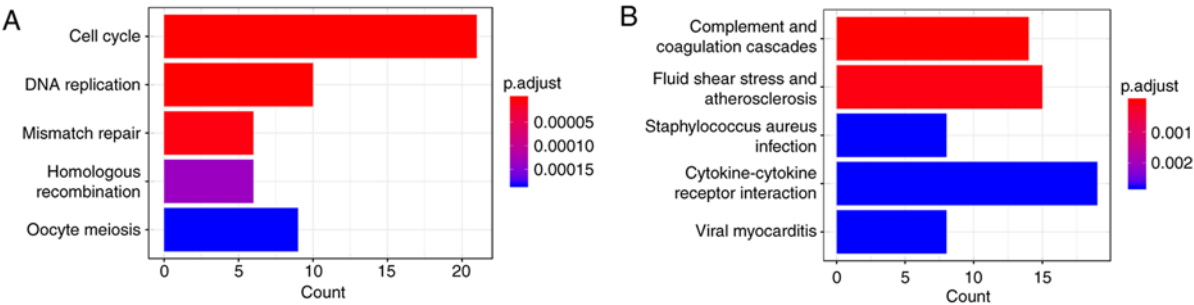 A
Cell cycle
DNA replication
Mismatch repair
Homologous
recombination
Oocyte meiosis
0 5 10 15 20
Count
p.adjust
0.00005
0.00010
0.00015
B
Complement and
coagulation cascades
Fluid shear stress and
atherosclerosis
Staphylococcus aureus
infection
Cytokine-cytokine
receptor interaction
Viral myocarditis
0 5 10 15
Count
p.adjust
0.001
0.002